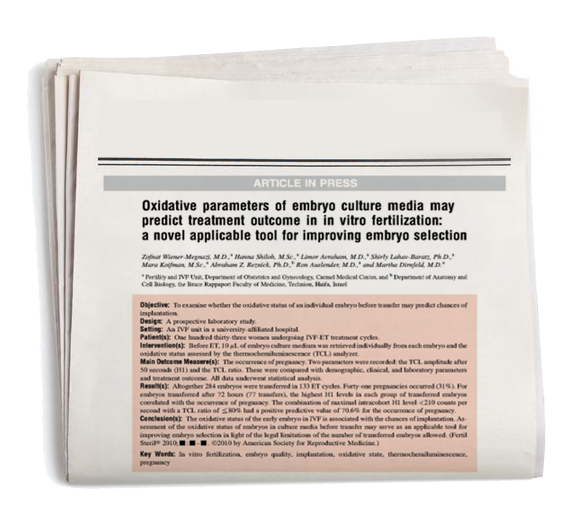 ARTICLE IN PRESS
Oxidative parameters of embryo culture media may
predict treatment outcome in in vitro fertilization:
a novel applicable tool for improving embryo selection
Zofnat Wiener-Megnazi, M.D.,ᵃ Hanna Shiloh, M.Sc.,ᵃ Limor Avraham, M.D.,ᵃ Shirly Lahav-Baratz, Ph.D.,ᵃ
Mara Koifman, M.Sc.,ᵃ Abraham Z. Reznick, Ph.D.,ᵇ Ron Auslender, M.D.,ᵃ and Martha Dirnfeld, M.D.ᵃ
ᵃ Fertility and IVF Unit, Department of Obstetrics and Gynecology, Carmel Medical Center, and ᵇ Department of Anatomy and
Cell Biology, the Bruce Rappaport Faculty of Medicine, Technion, Haifa, Israel
Objective: To examine whether the oxidative status of an individual embryo before transfer may predict chances of
implantation.
Design: A prospective laboratory study.
Setting: An IVF unit in a university-affiliated hospital.
Patient(s): One hundred thirty-three women undergoing IVF-ET treatment cycles.
Intervention(s): Before ET, 10 μL of embryo culture medium was retrieved individually from each embryo and the
oxidative status assessed by the thermochemiluminescence (TCL) analyzer.
Main Outcome Measure(s): The occurrence of pregnancy. Two parameters were recorded: the TCL amplitude after
50 seconds (H1) and the TCL ratio. These were compared with demographic, clinical, and laboratory parameters
and treatment outcome. All data underwent statistical analysis.
Result(s): Altogether 284 embryos were transferred in 133 ET cycles. Forty-one pregnancies occurred (31%). For
embryos transferred after 72 hours (77 transfers), the highest H1 levels in each group of transferred embryos
correlated with the occurrence of pregnancy. The combination of maximal intracohort H1 level <210 counts per
second with a TCL ratio of ≤80% had a positive predictive value of 70.6% for the occurrence of pregnancy.
Conclusion(s): The oxidative status of the early embryo in IVF is associated with the chances of implantation. As-
sessment of the oxidative status of embryos in culture media before transfer may serve as an applicable tool for
improving embryo selection in light of the legal limitations of the number of transferred embryos allowed. (Fertil
Steril® 2010;■:■–■. ©2010 by American Society for Reproductive Medicine.)
Key Words: In vitro fertilization, embryo quality, implantation, oxidative state, thermochemiluminescence,
pregnancy